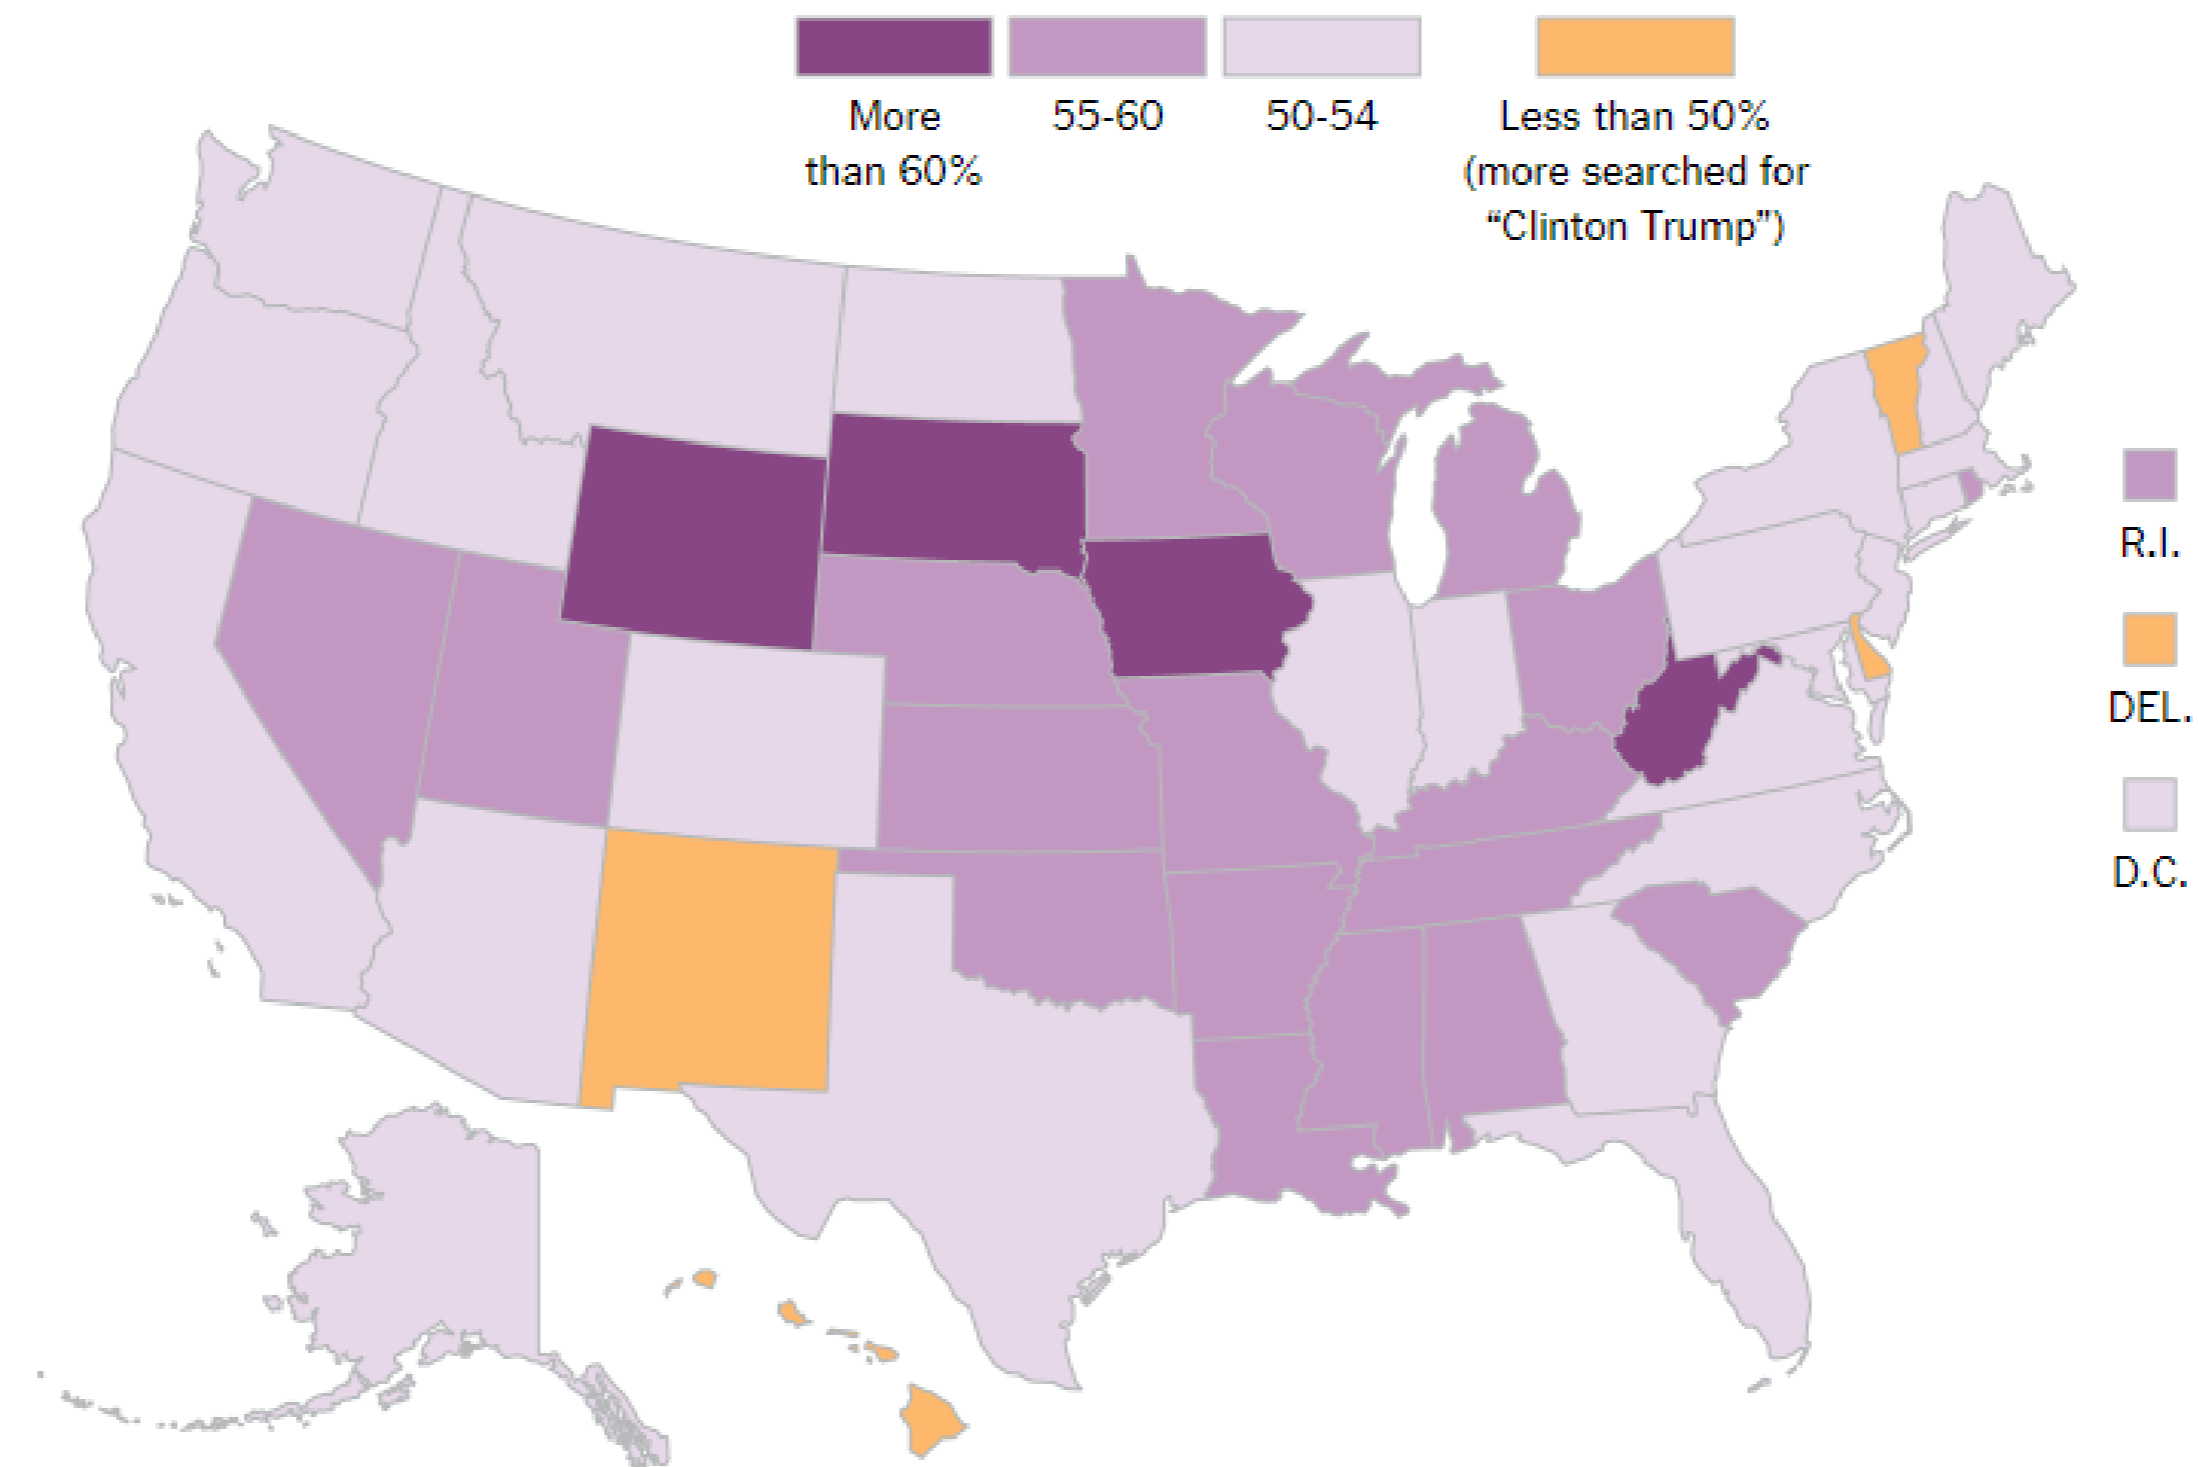 More
than 60%
55-60
50-54
Less than 50%
(more searched for
“Clinton Trump”)
R.I.
DEL.
D.C.